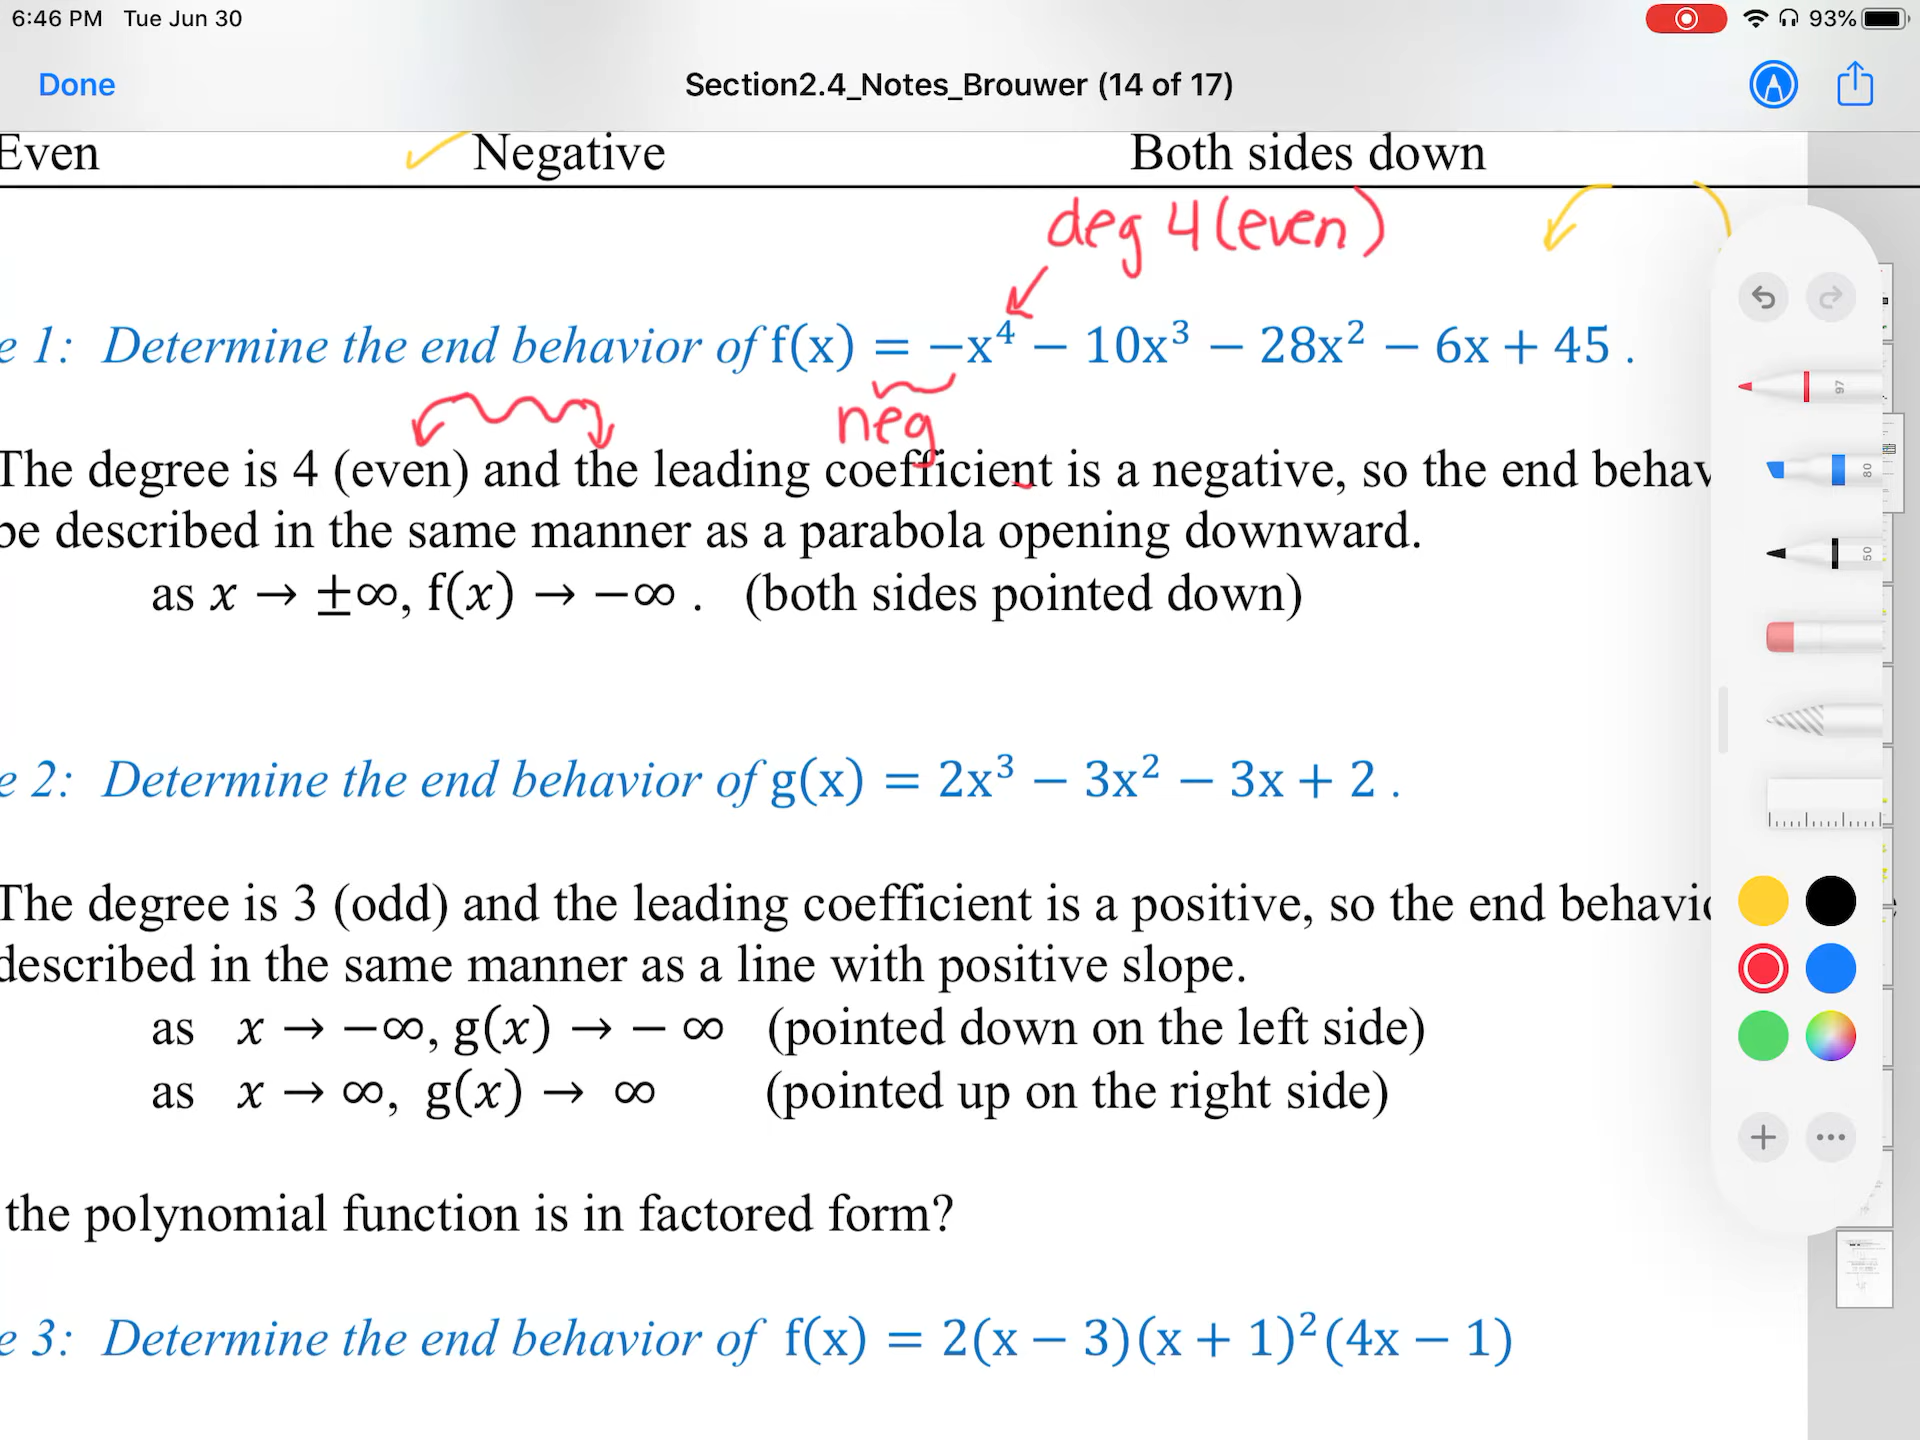 6:46 PM Tue Jun 30
93%
Done
Section2.4_Notes_Brouwer (14 of 17)
Even Negative Both sides down
deg 4 (even)
e 1: Determine the end behavior of f(x) = −x⁴ − 10x³ − 28x² − 6x + 45 .
neg
The degree is 4 (even) and the leading coefficient is a negative, so the end behav
be described in the same manner as a parabola opening downward.
as x → ±∞, f(x) → −∞ . (both sides pointed down)
e 2: Determine the end behavior of g(x) = 2x³ − 3x² − 3x + 2 .
The degree is 3 (odd) and the leading coefficient is a positive, so the end behavio
described in the same manner as a line with positive slope.
as x → −∞, g(x) → − ∞ (pointed down on the left side)
as x → ∞, g(x) → ∞ (pointed up on the right side)
the polynomial function is in factored form?
e 3: Determine the end behavior of f(x) = 2(x − 3)(x + 1)²(4x − 1)
97
80
50